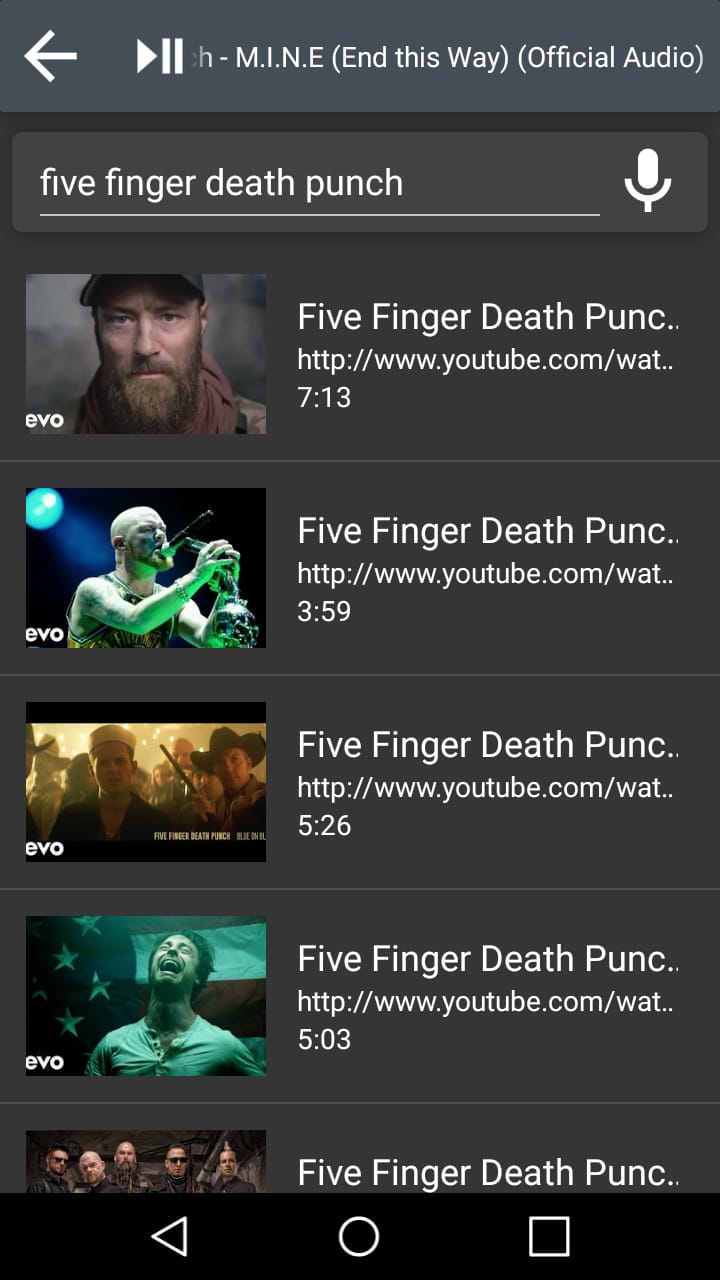 ch - M.I.N.E (End this Way) (Official Audio)
five finger death punch
evo
Five Finger Death Punc..
http://www.youtube.com/wat..
7:13
evo
Five Finger Death Punc..
http://www.youtube.com/wat..
3:59
FIVE FINGER DEATH PUNCH BLUE ON BL
evo
Five Finger Death Punc..
http://www.youtube.com/wat..
5:26
evo
Five Finger Death Punc..
http://www.youtube.com/wat..
5:03
Five Finger Death Punc..